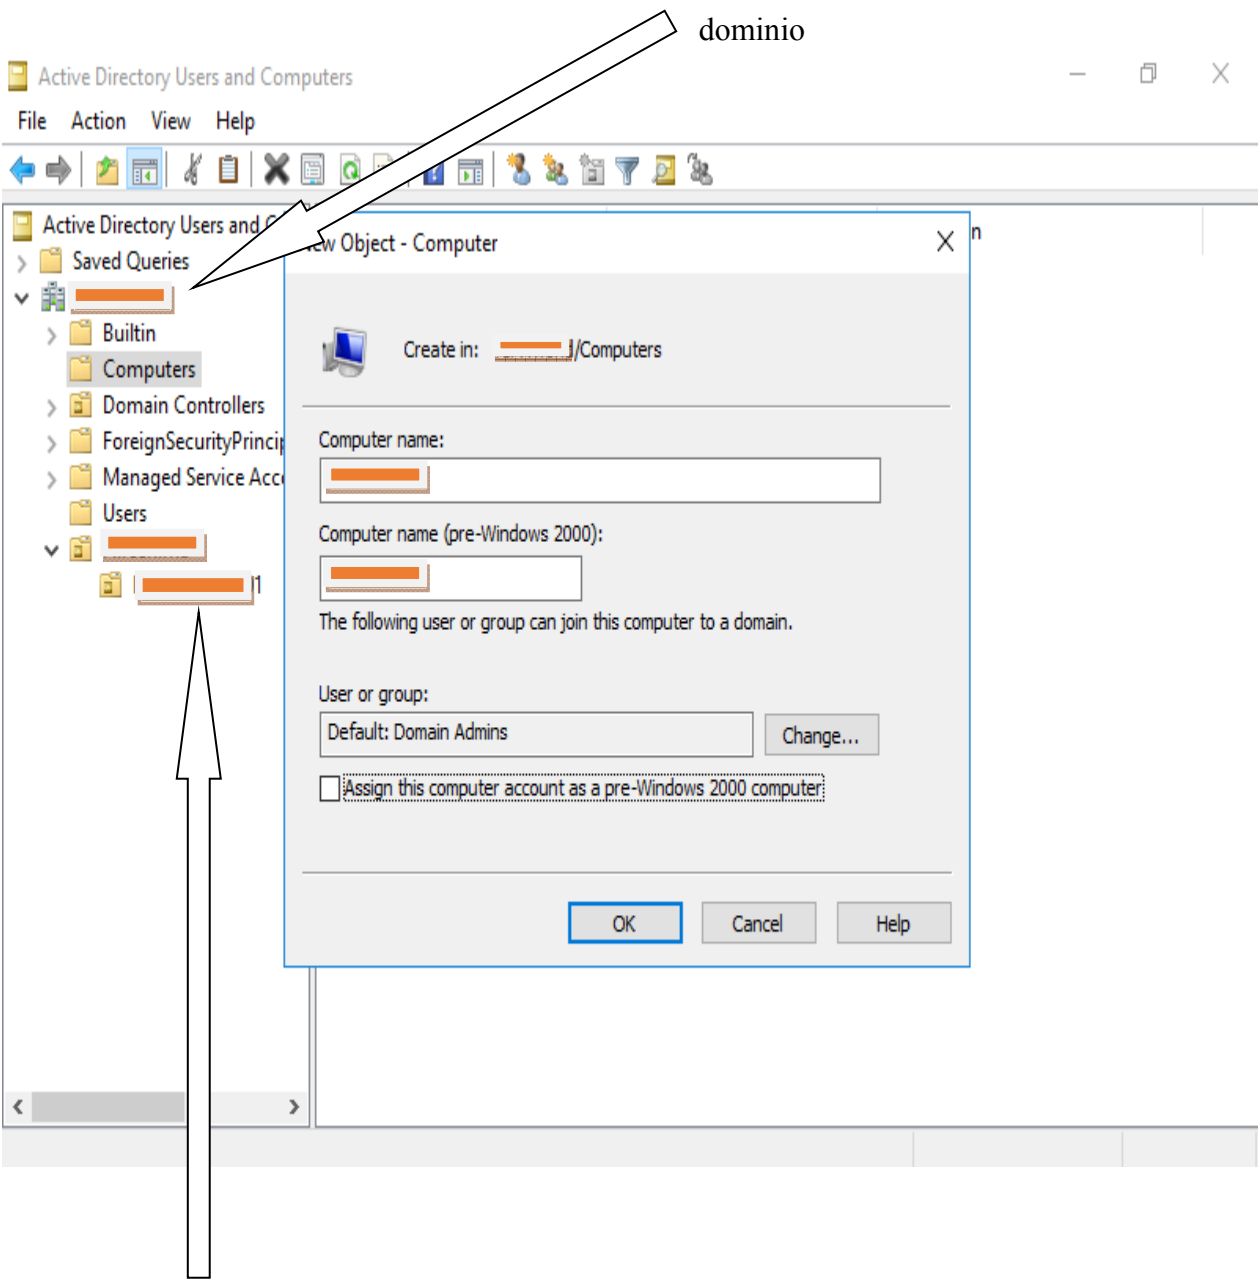 dominio
Active Directory Users and Computers
File Action View Help
Active Directory Users and
Saved Queries
Builtin
Computers
Domain Controllers
ForeignSecurityPrincip
Managed Service Acc
Users
1
n
w Object - Computer
Create in: /Computers
Computer name:
Computer name (pre-Windows 2000):
The following user or group can join this computer to a domain.
User or group:
Default: Domain Admins
Change...
Assign this computer account as a pre-Windows 2000 computer
OK Cancel Help